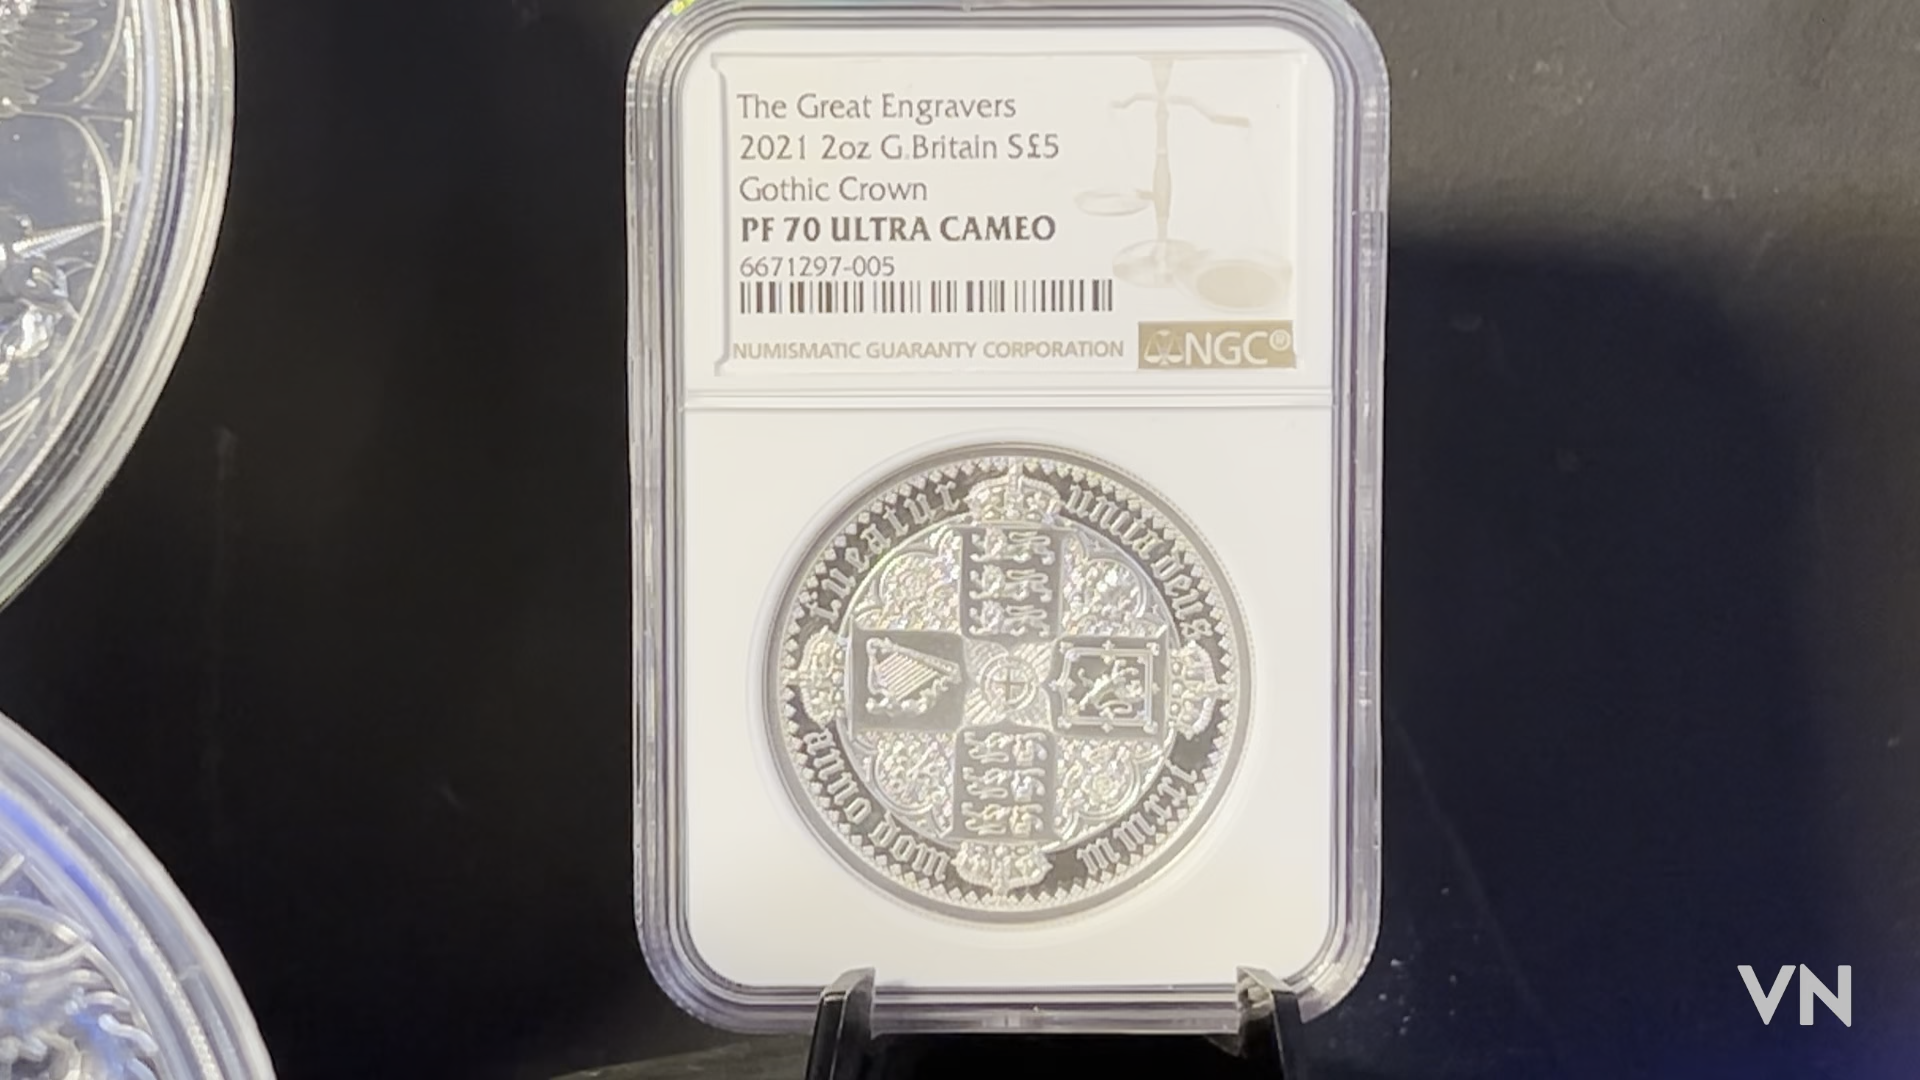 The Great Engravers
2021 2oz G.Britain S£5
Gothic Crown
PF 70 ULTRA CAMEO
6671297-005
NUMISMATIC GUARANTY CORPORATION
NGC®
tueatur unita deus
anno dom
mmxxi
VN